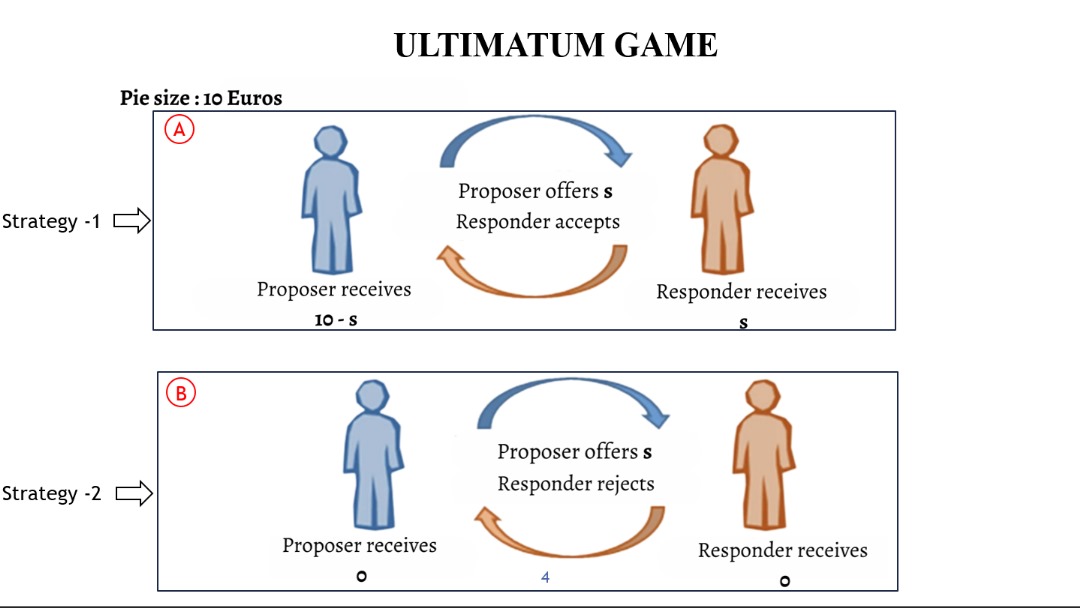 ULTIMATUM GAME
Pie size : 10 Euros
A
Strategy -1
Proposer offers s
Responder accepts
Proposer receives
10 - s
Responder receives
s
B
Strategy -2
Proposer offers s
Responder rejects
Proposer receives
0
Responder receives
0
4